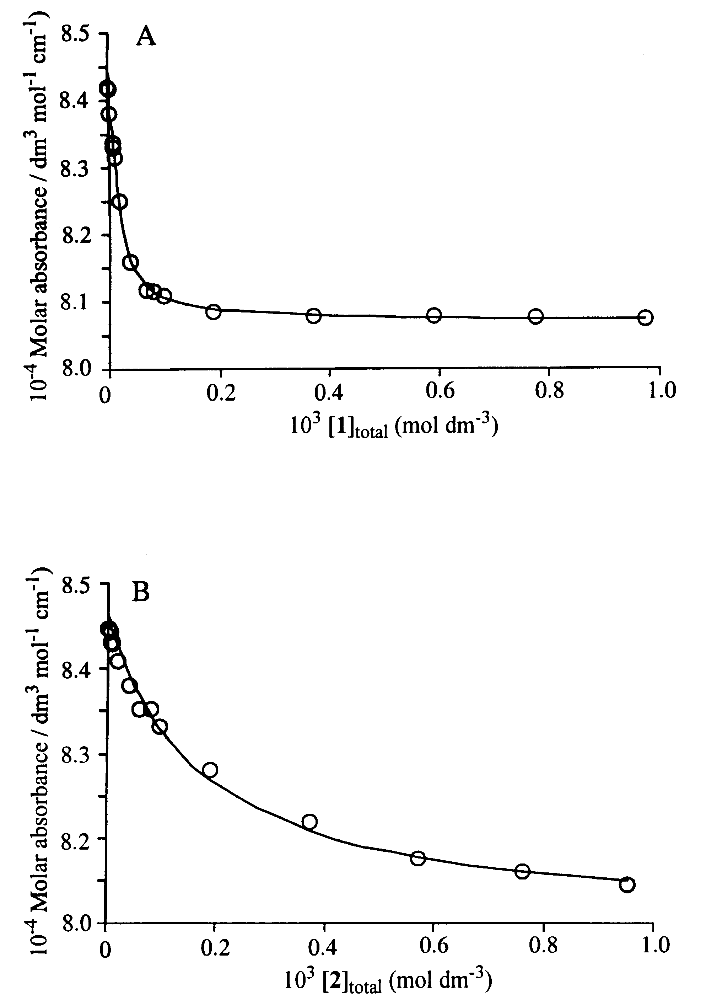 A
10⁻⁴ Molar absorbance / dm³ mol⁻¹ cm⁻¹)
8.5
8.4
8.3
8.2
8.1
8.0
0 0.2 0.4 0.6 0.8 1.0
10³ [1]total (mol dm⁻³)
B
10⁻⁴ Molar absorbance / dm³ mol⁻¹ cm⁻¹)
8.5
8.4
8.3
8.2
8.0
0 0.2 0.4 0.6 0.8 1.0
10³ [2]total (mol dm⁻³)